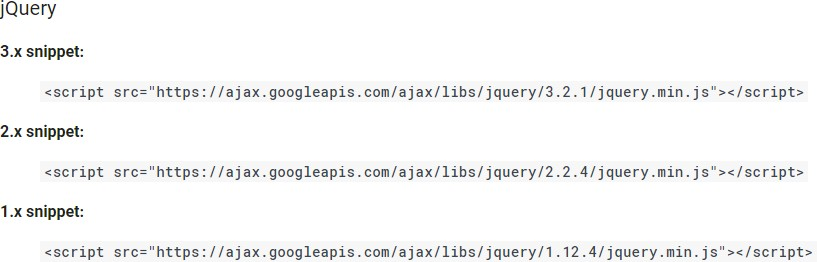 jQuery
3.x snippet:
<script src="https://ajax.googleapis.com/ajax/libs/jquery/3.2.1/jquery.min.js"></script>
2.x snippet:
<script src="https://ajax.googleapis.com/ajax/libs/jquery/2.2.4/jquery.min.js"></script>
1.x snippet:
<script src="https://ajax.googleapis.com/ajax/libs/jquery/1.12.4/jquery.min.js"></script>